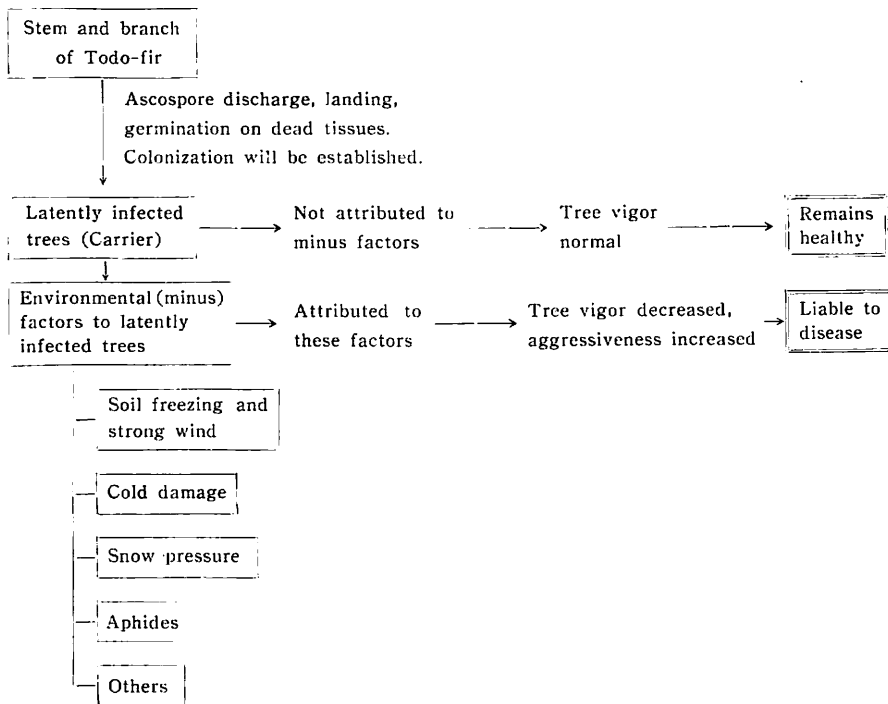 Stem and branch
of Todo-fir
Ascospore discharge, landing,
germination on dead tissues.
Colonization will be established.
Latently infected
trees (Carrier)
Not attributed to
minus factors
Tree vigor
normal
Remains
healthy
Environmental (minus)
factors to latently
infected trees
Attributed to
these factors
Tree vigor decreased,
aggressiveness increased
Liable to
disease
Soil freezing and
strong wind
Cold damage
Snow pressure
Aphides
Others